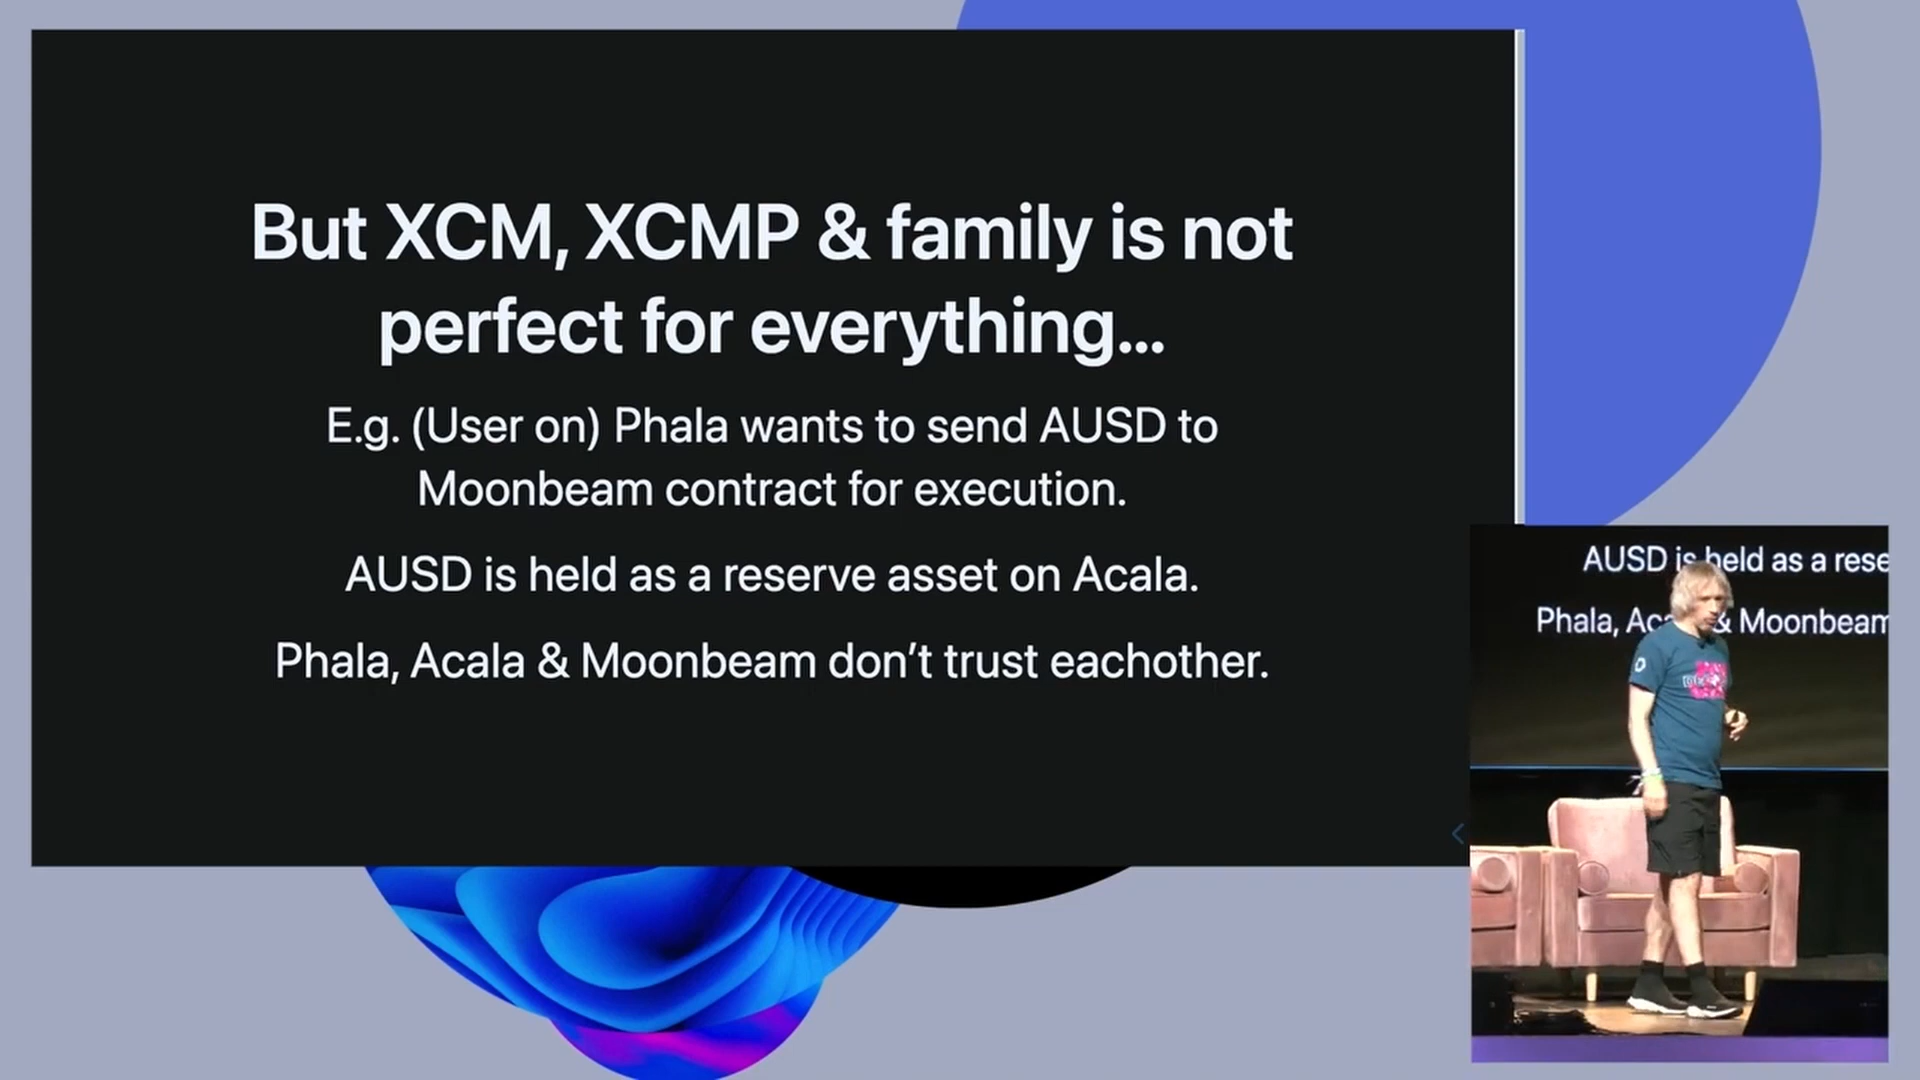 But XCM, XCMP & family is not
perfect for everything...
E.g. (User on) Phala wants to send AUSD to
Moonbeam contract for execution.
AUSD is held as a reserve asset on Acala.
Phala, Acala & Moonbeam don’t trust eachother.
AUSD is held as a rese
Phala, Aca & Moonbeam